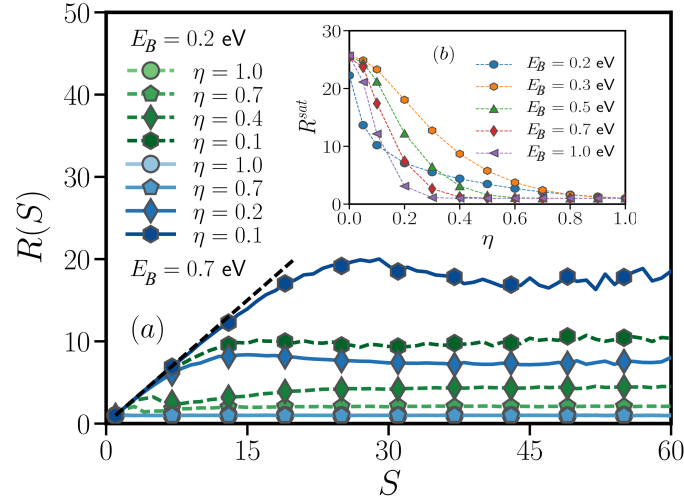 50
40
30
20
10
0
R(S)
E_B = 0.2 eV
η = 1.0
η = 0.7
η = 0.4
η = 0.1
η = 1.0
η = 0.7
η = 0.2
η = 0.1
E_B = 0.7 eV
(a)
0 15 30 45 60
S
30
20
10
0
R^{sat}
(b)
E_B = 0.2 eV
E_B = 0.3 eV
E_B = 0.5 eV
E_B = 0.7 eV
E_B = 1.0 eV
0.0 0.2 0.4 0.6 0.8 1.0
η